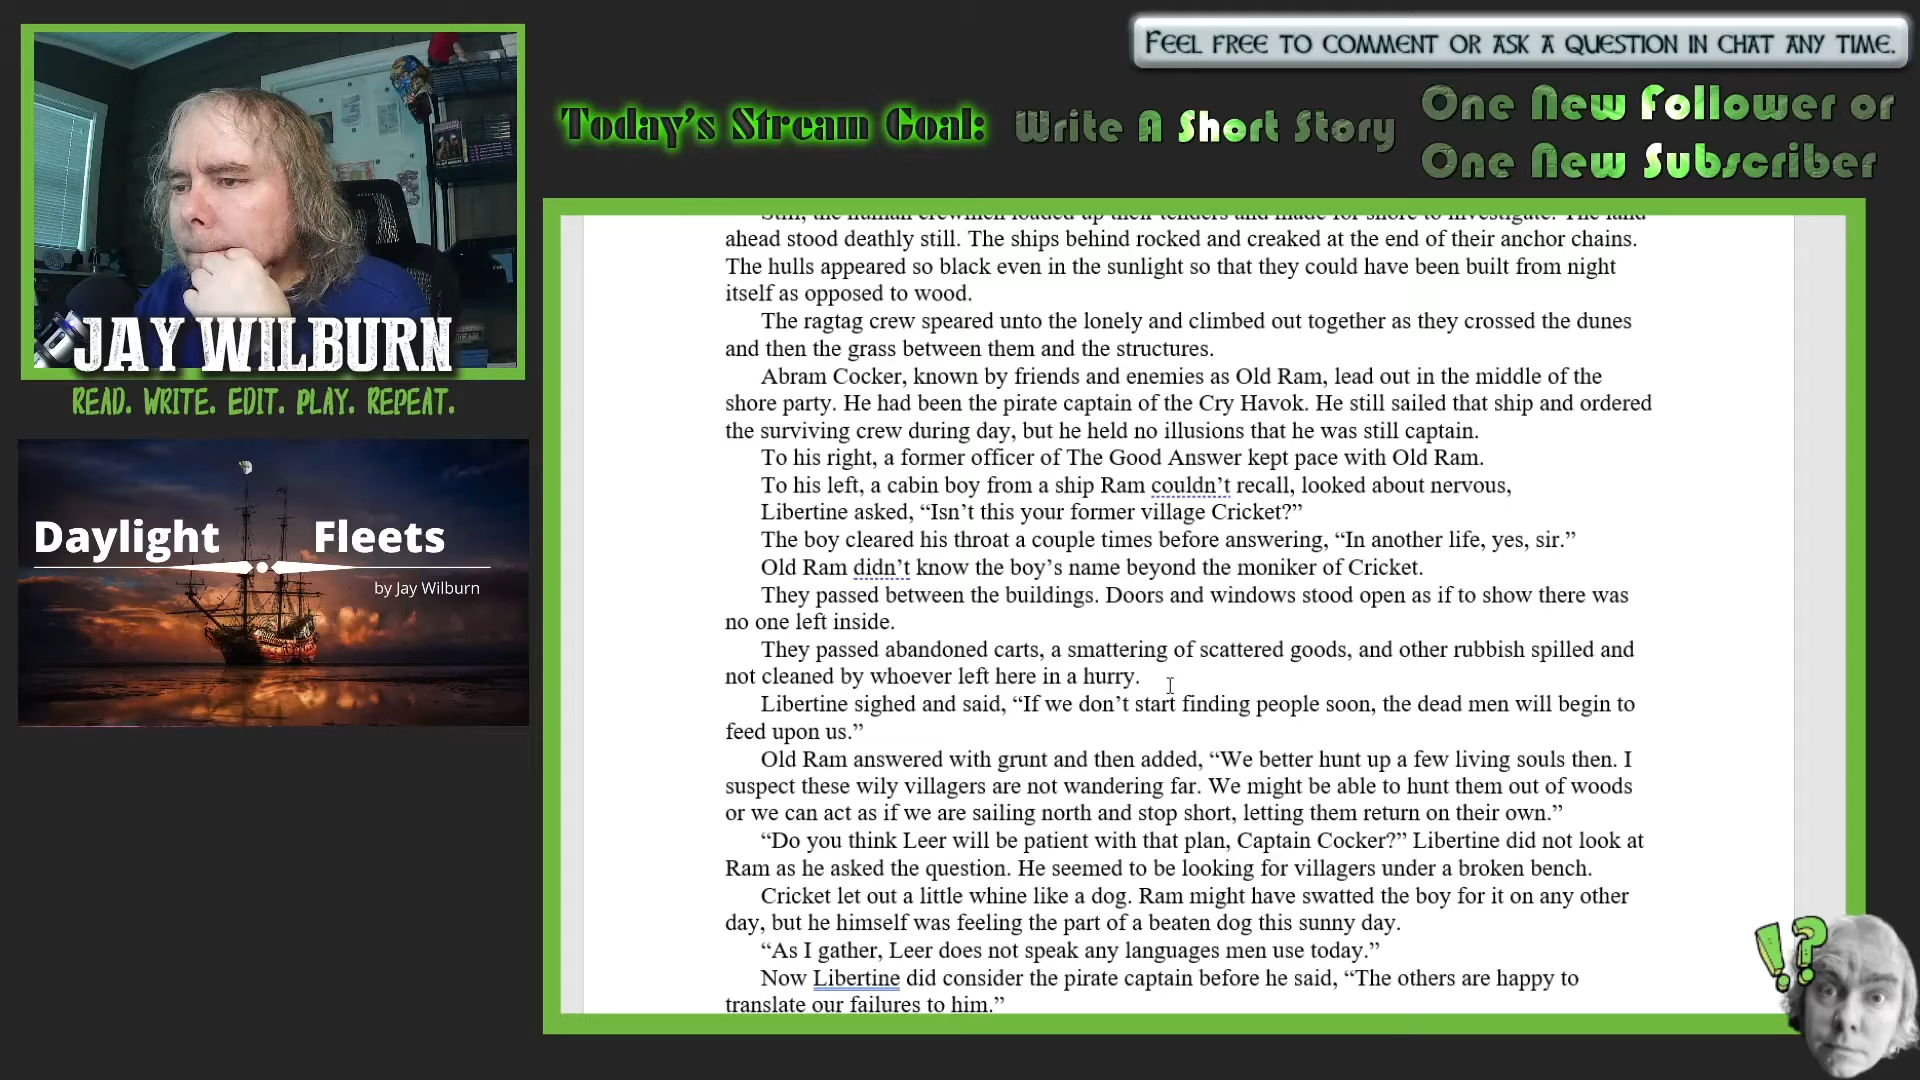 FEEL FREE TO COMMENT OR ASK A QUESTION IN CHAT ANY TIME.
Today's Stream Goal:
Write A Short Story
One New Follower or
One New Subscriber
JAY WILBURN
READ. WRITE. EDIT. PLAY. REPEAT.
Daylight Fleets
by Jay Wilburn
Still, the human crewmen loaded up their tenders and made for shore to investigate. The land
ahead stood deathly still. The ships behind rocked and creaked at the end of their anchor chains.
The hulls appeared so black even in the sunlight so that they could have been built from night
itself as opposed to wood.
The ragtag crew speared unto the lonely and climbed out together as they crossed the dunes
and then the grass between them and the structures.
Abram Cocker, known by friends and enemies as Old Ram, lead out in the middle of the
shore party. He had been the pirate captain of the Cry Havok. He still sailed that ship and ordered
the surviving crew during day, but he held no illusions that he was still captain.
To his right, a former officer of The Good Answer kept pace with Old Ram.
To his left, a cabin boy from a ship Ram couldn’t recall, looked about nervous,
Libertine asked, “Isn’t this your former village Cricket?”
The boy cleared his throat a couple times before answering, “In another life, yes, sir.”
Old Ram didn’t know the boy’s name beyond the moniker of Cricket.
They passed between the buildings. Doors and windows stood open as if to show there was
no one left inside.
They passed abandoned carts, a smattering of scattered goods, and other rubbish spilled and
not cleaned by whoever left here in a hurry.
Libertine sighed and said, “If we don’t start finding people soon, the dead men will begin to
feed upon us.”
Old Ram answered with grunt and then added, “We better hunt up a few living souls then. I
suspect these wily villagers are not wandering far. We might be able to hunt them out of woods
or we can act as if we are sailing north and stop short, letting them return on their own.”
“Do you think Leer will be patient with that plan, Captain Cocker?” Libertine did not look at
Ram as he asked the question. He seemed to be looking for villagers under a broken bench.
Cricket let out a little whine like a dog. Ram might have swatted the boy for it on any other
day, but he himself was feeling the part of a beaten dog this sunny day.
“As I gather, Leer does not speak any languages men use today.”
Now Libertine did consider the pirate captain before he said, “The others are happy to
translate our failures to him.”
!?